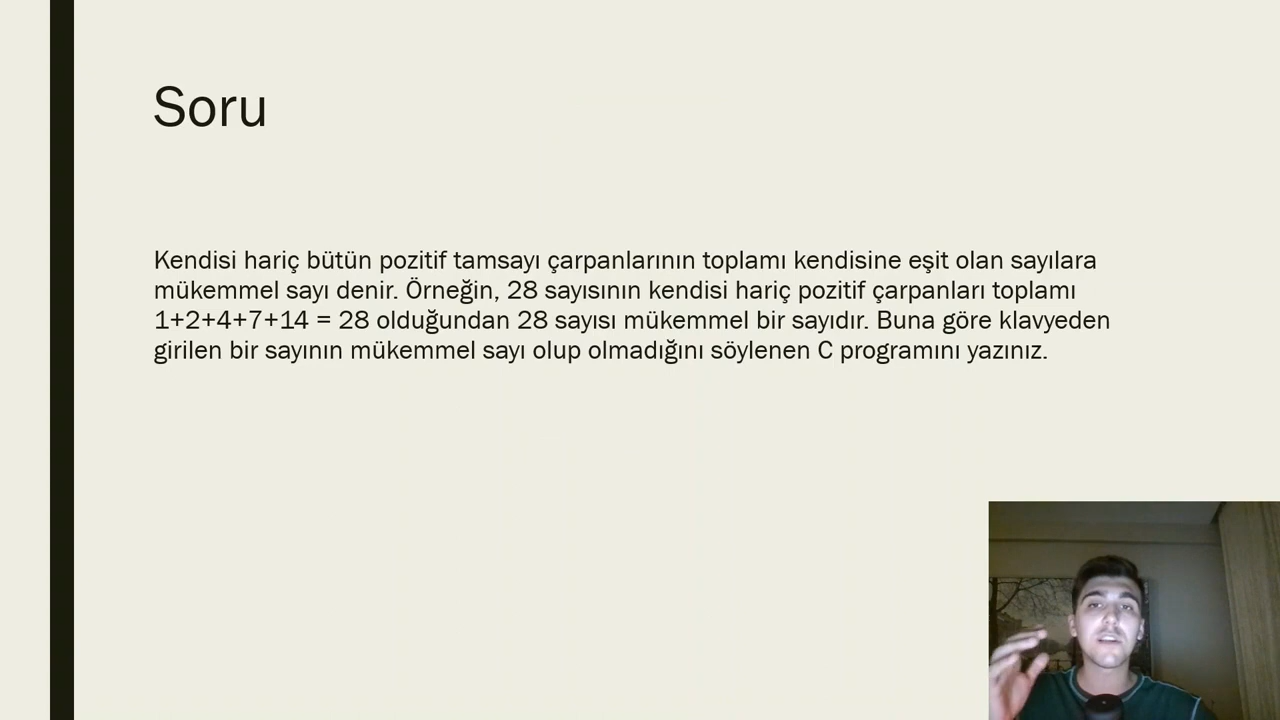 Soru
Kendisi hariç bütün pozitif tamsayı çarpanlarının toplamı kendisine eşit olan sayılara
mükemmel sayı denir. Örneğin, 28 sayısının kendisi hariç pozitif çarpanları toplamı
1+2+4+7+14 = 28 olduğundan 28 sayısı mükemmel bir sayıdır. Buna göre klavyeden
girilen bir sayının mükemmel sayı olup olmadığını söylenen C programını yazınız.